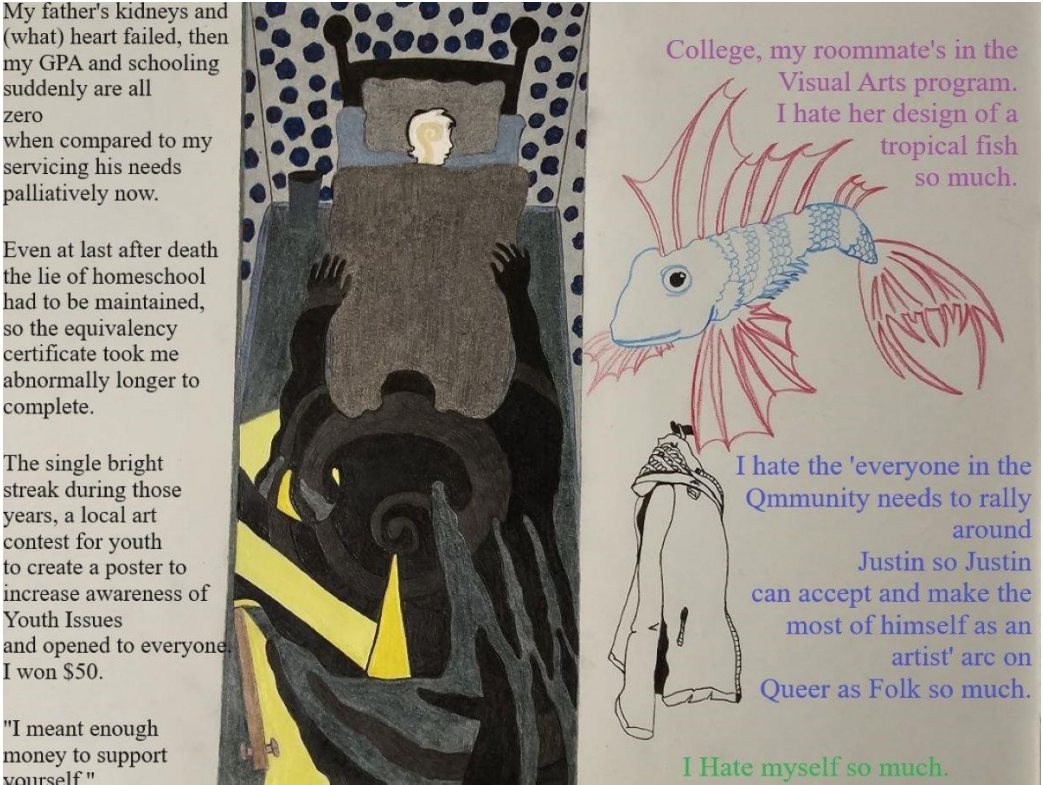 My father's kidneys and
(what) heart failed, then
my GPA and schooling
suddenly are all
zero
when compared to my
servicing his needs
palliatively now.
Even at last after death
the lie of homeschool
had to be maintained,
so the equivalency
certificate took me
abnormally longer to
complete.
The single bright
streak during those
years, a local art
contest for youth
to create a poster to
increase awareness of
Youth Issues
and opened to everyone.
I won $50.
"I meant enough
money to support
yourself."
College, my roommate's in the
Visual Arts program.
I hate her design of a
tropical fish
so much.
I hate the 'everyone in the
Qmmunity needs to rally
around
Justin so Justin
can accept and make the
most of himself as an
artist' arc on
Queer as Folk so much.
I Hate myself so much.